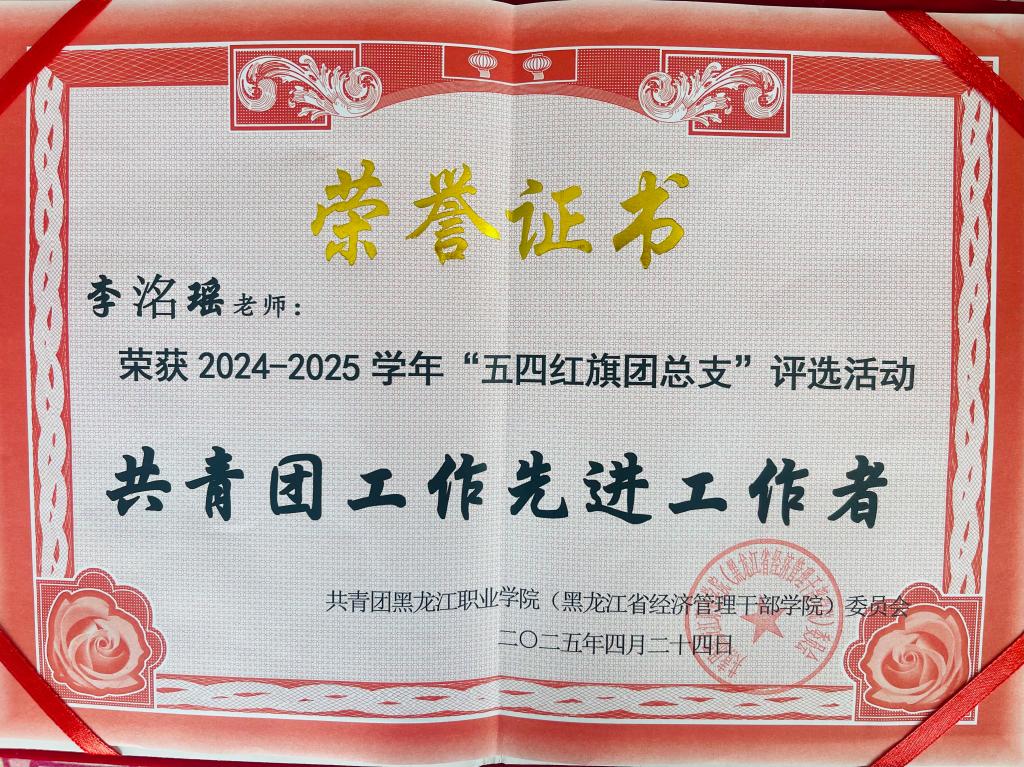 荣誉证书
李洺瑶老师：
荣获2024-2025学年“五四红旗团总支”评选活动
共青团工作先进工作者
共青团黑龙江职业学院（黑龙江省经济管理干部学院）委员会
二〇二五年四月二十四日